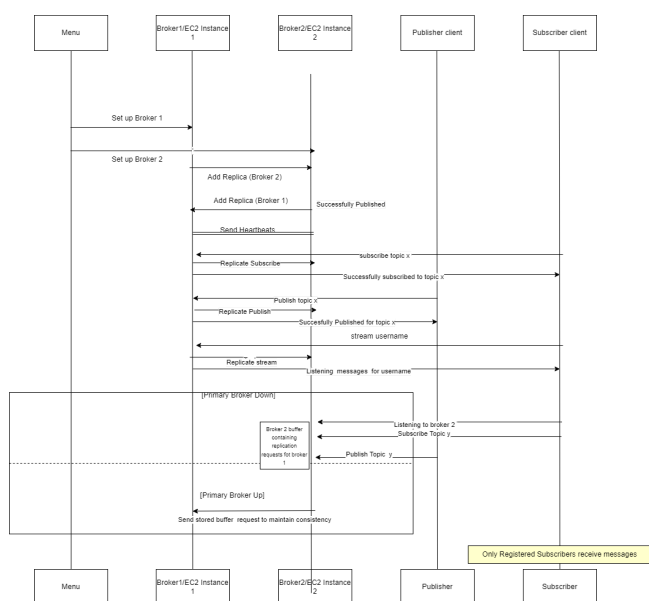 Menu
Broker1/EC2 Instance
1
Broker2/EC2 Instance
2
Publisher client
Subscriber client
Set up Broker 1
Set up Broker 2
Add Replica (Broker 2)
Add Replica (Broker 1)
Successfully Published
Send Heartbeats
subscribe topic x
Replicate Subscribe
Successfully subscribed to topic x
Publish topic x
Replicate Publish
Succesfully Published for topic x
stream username
Replicate stream
Listening messages for username
[Primary Broker Down]
Listening to broker 2
Subscribe Topic y
Broker 2 buffer
containing
replication
requests for broker
1
Publish Topic y
[Primary Broker Up]
Send stored buffer request to maintain consistency
Only Registered Subscribers receive messages
Menu
Broker1/EC2 Instance
1
Broker2/EC2 Instance
2
Publisher
Subscriber